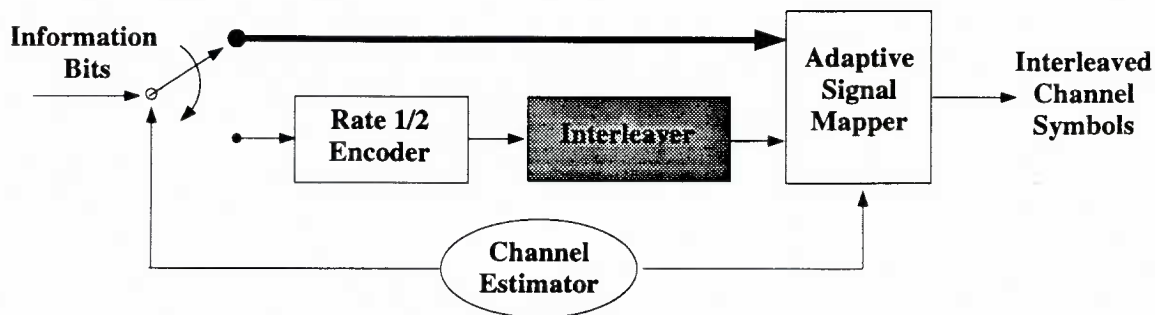 Information
Bits
Rate 1/2
Encoder
Interleaver
Adaptive
Signal
Mapper
Interleaved
Channel
Symbols
Channel
Estimator